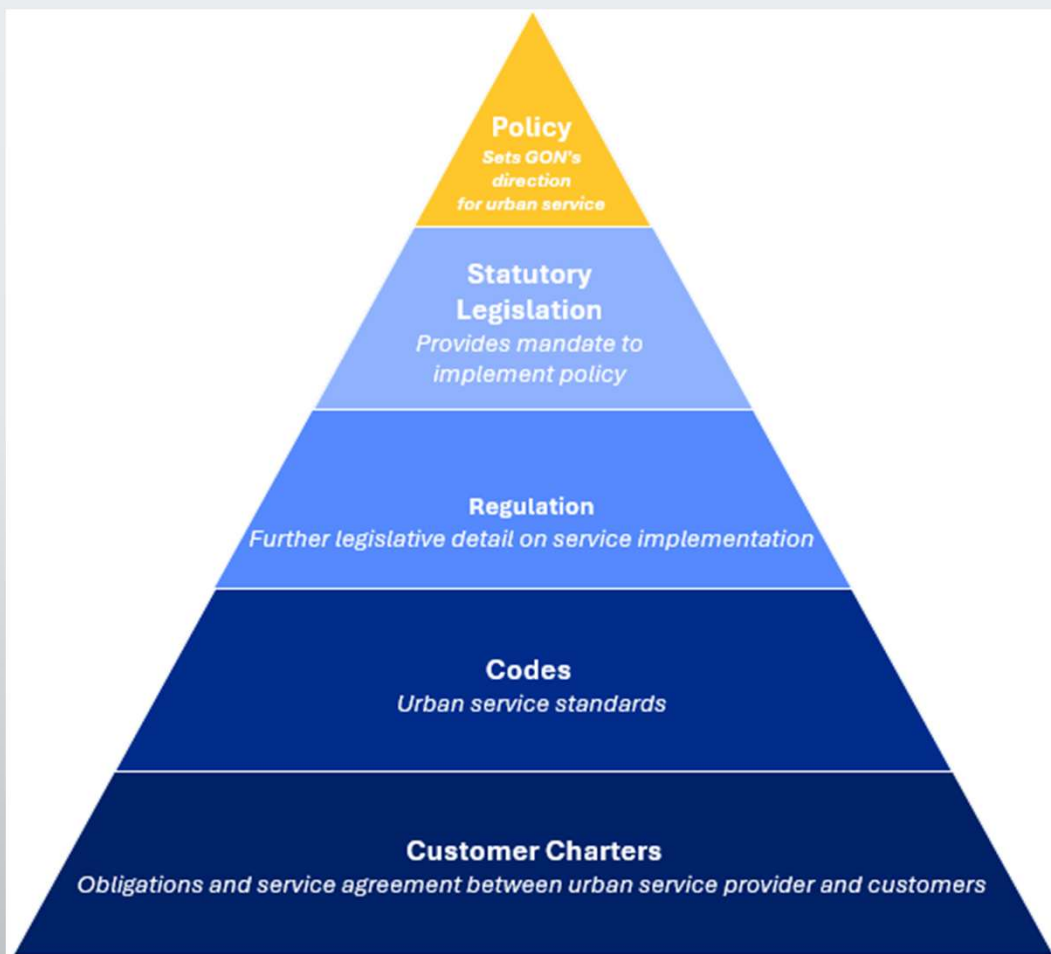 Policy
Sets GON's
direction
for urban service
Statutory
Legislation
Provides mandate to
implement policy
Regulation
Further legislative detail on service implementation
Codes
Urban service standards
Customer Charters
Obligations and service agreement between urban service provider and customers